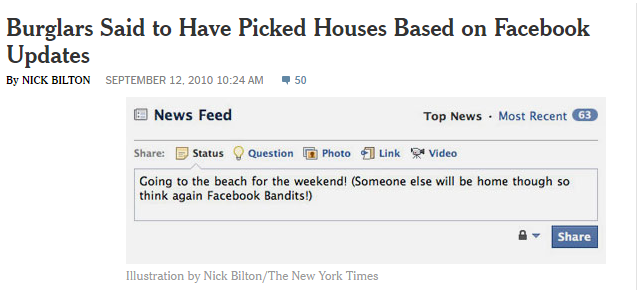 Burglars Said to Have Picked Houses Based on Facebook
Updates
By NICK BILTON SEPTEMBER 12, 2010 10:24 AM 50
News Feed Top News · Most Recent 63
Share: Status Question Photo Link Video
Going to the beach for the weekend! (Someone else will be home though so
think again Facebook Bandits!)
Share
Illustration by Nick Bilton/The New York Times